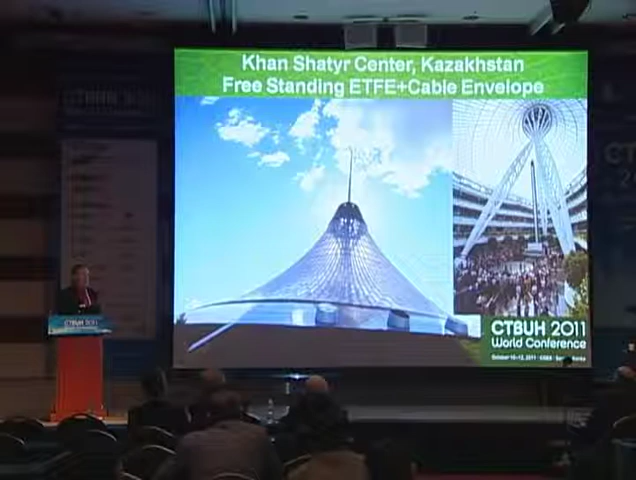 Khan Shatyr Center, Kazakhstan
Free Standing ETFE+Cable Envelope
CTBUH 2011
World Conference
CTBUH 2011